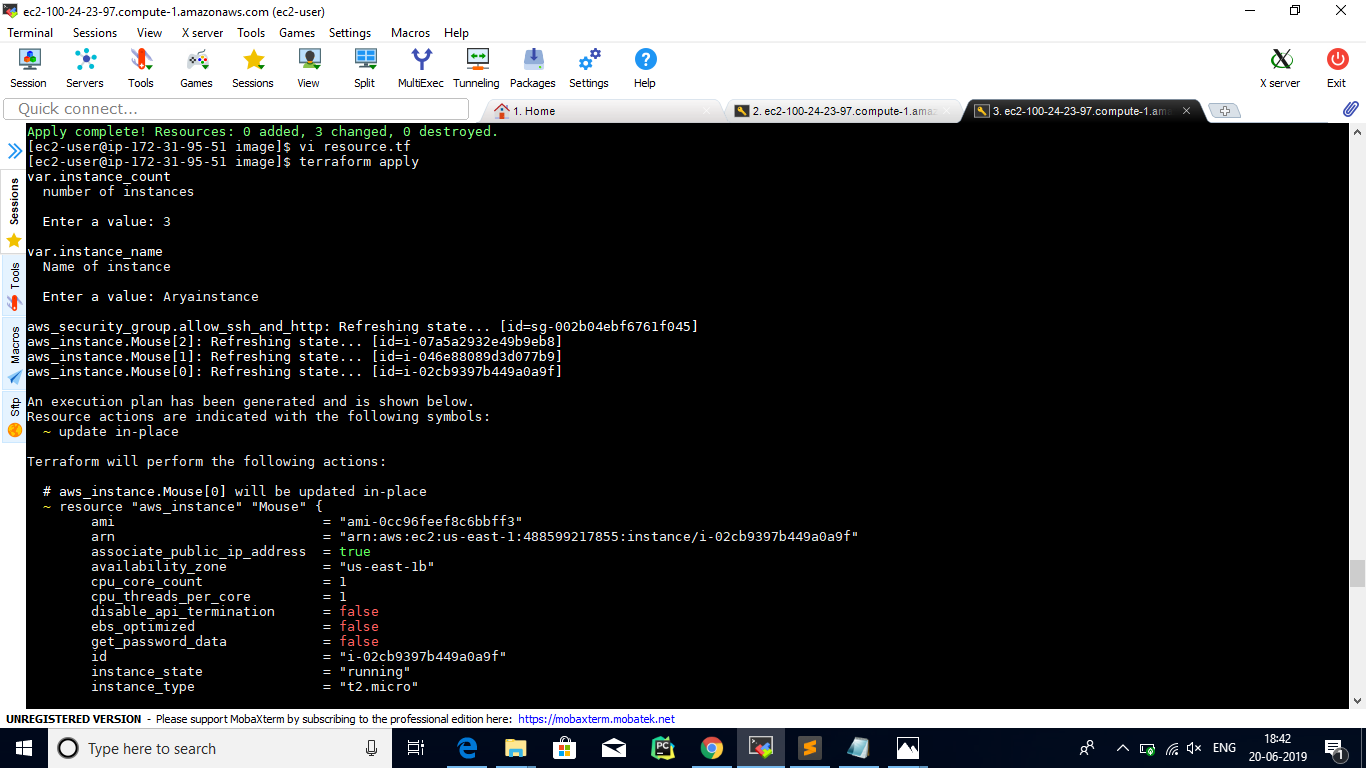 ec2-100-24-23-97.compute-1.amazonaws.com (ec2-user)
Terminal Sessions View X server Tools Games Settings Macros Help
Session Servers Tools Games Sessions View Split MultiExec Tunneling Packages Settings Help X server Exit
Quick connect...
1. Home
2. ec2-100-24-23-97.compute-1.amaz
3. ec2-100-24-23-97.compute-1.am
Sessions
Tools
Macros
Sftp
Apply complete! Resources: 0 added, 3 changed, 0 destroyed.
[ec2-user@ip-172-31-95-51 image]$ vi resource.tf
[ec2-user@ip-172-31-95-51 image]$ terraform apply
var.instance_count
number of instances
Enter a value: 3
var.instance_name
Name of instance
Enter a value: Aryainstance
aws_security_group.allow_ssh_and_http: Refreshing state... [id=sg-002b04ebf6761f045]
aws_instance.Mouse[2]: Refreshing state... [id=i-07a5a2932e49b9eb8]
aws_instance.Mouse[1]: Refreshing state... [id=i-046e88089d3d077b9]
aws_instance.Mouse[0]: Refreshing state... [id=i-02cb9397b449a0a9f]
An execution plan has been generated and is shown below.
Resource actions are indicated with the following symbols:
~ update in-place
Terraform will perform the following actions:
# aws_instance.Mouse[0] will be updated in-place
~ resource "aws_instance" "Mouse" {
ami = "ami-0cc96feef8c6bbff3"
arn = "arn:aws:ec2:us-east-1:488599217855:instance/i-02cb9397b449a0a9f"
associate_public_ip_address = true
availability_zone = "us-east-1b"
cpu_core_count = 1
cpu_threads_per_core = 1
disable_api_termination = false
ebs_optimized = false
get_password_data = false
id = "i-02cb9397b449a0a9f"
instance_state = "running"
instance_type = "t2.micro"
UNREGISTERED VERSION - Please support MobaXterm by subscribing to the professional edition here: https://mobaxterm.mobatek.net
Type here to search
PC
ENG
18:42
20-06-2019
1